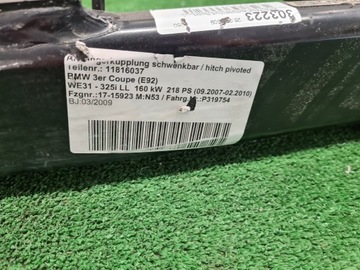 303223
Anhängerkupplung schwenkbar / hitch pivoted
Teilenr.: 11816037
BMW 3er Coupe (E92)
WE31 - 325i LL 160 kW 218 PS (09.2007-02.2010)
Fzgnr.:17-15923 M:N53 / Fahrg.Nr.:P319754
BJ:03/2009